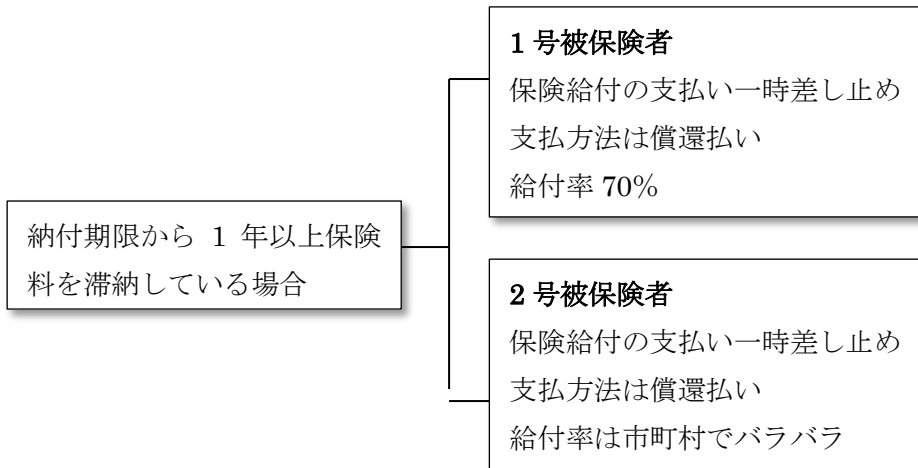 1 号被保険者
保険給付の支払い一時差し止め
支払方法は償還払い
給付率 70%
納付期限から 1 年以上保険
料を滞納している場合
2 号被保険者
保険給付の支払い一時差し止め
支払方法は償還払い
給付率は市町村でバラバラ